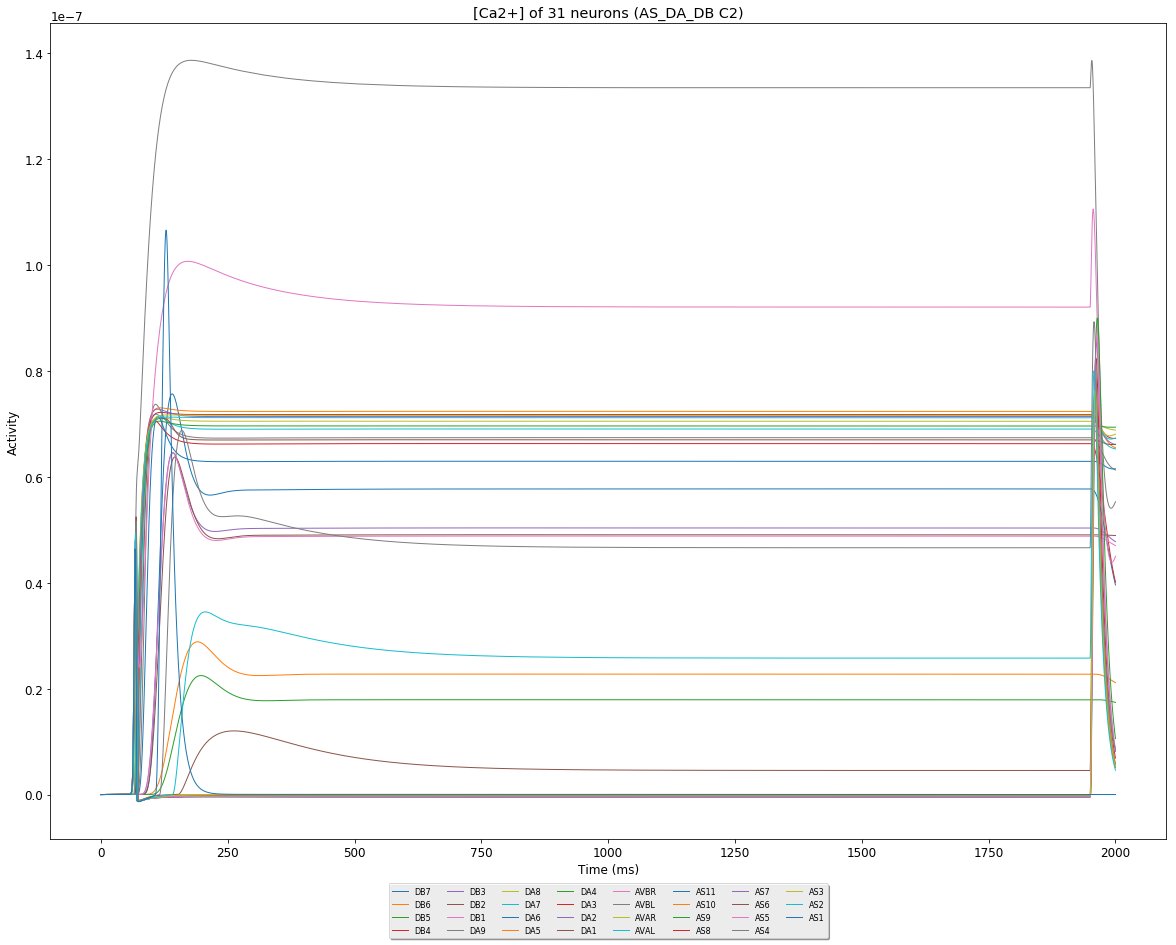 [Ca2+] of 31 neurons (AS_DA_DB C2)
1e−7
1.4
1.2
1.0
0.8
0.6
0.4
0.2
0.0
Activity
0 250 500 750 1000 1250 1500 1750 2000
Time (ms)
DB7 DB3 DA8 DA4 AVBR AS11 AS7 AS3
DB6 DB2 DA7 DA3 AVBL AS10 AS6 AS2
DB5 DB1 DA6 DA2 AVAR AS9 AS5 AS1
DB4 DA9 DA5 DA1 AVAL AS8 AS4